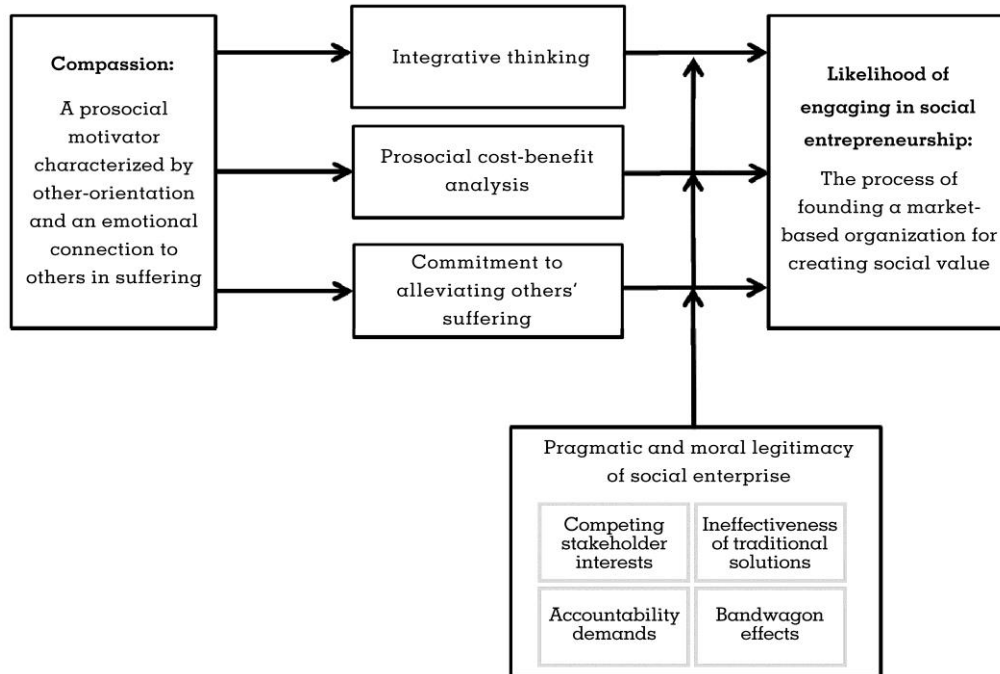 Compassion:
A prosocial
motivator
characterized by
other-orientation
and an emotional
connection to
others in suffering
Integrative thinking
Prosocial cost-benefit
analysis
Commitment to
alleviating others‘
suffering
Likelihood of
engaging in social
entrepreneurship:
The process of
founding a market-
based organization for
creating social value
Pragmatic and moral legitimacy
of social enterprise
Competing
stakeholder
interests
Ineffectiveness
of traditional
solutions
Accountability
demands
Bandwagon
effects